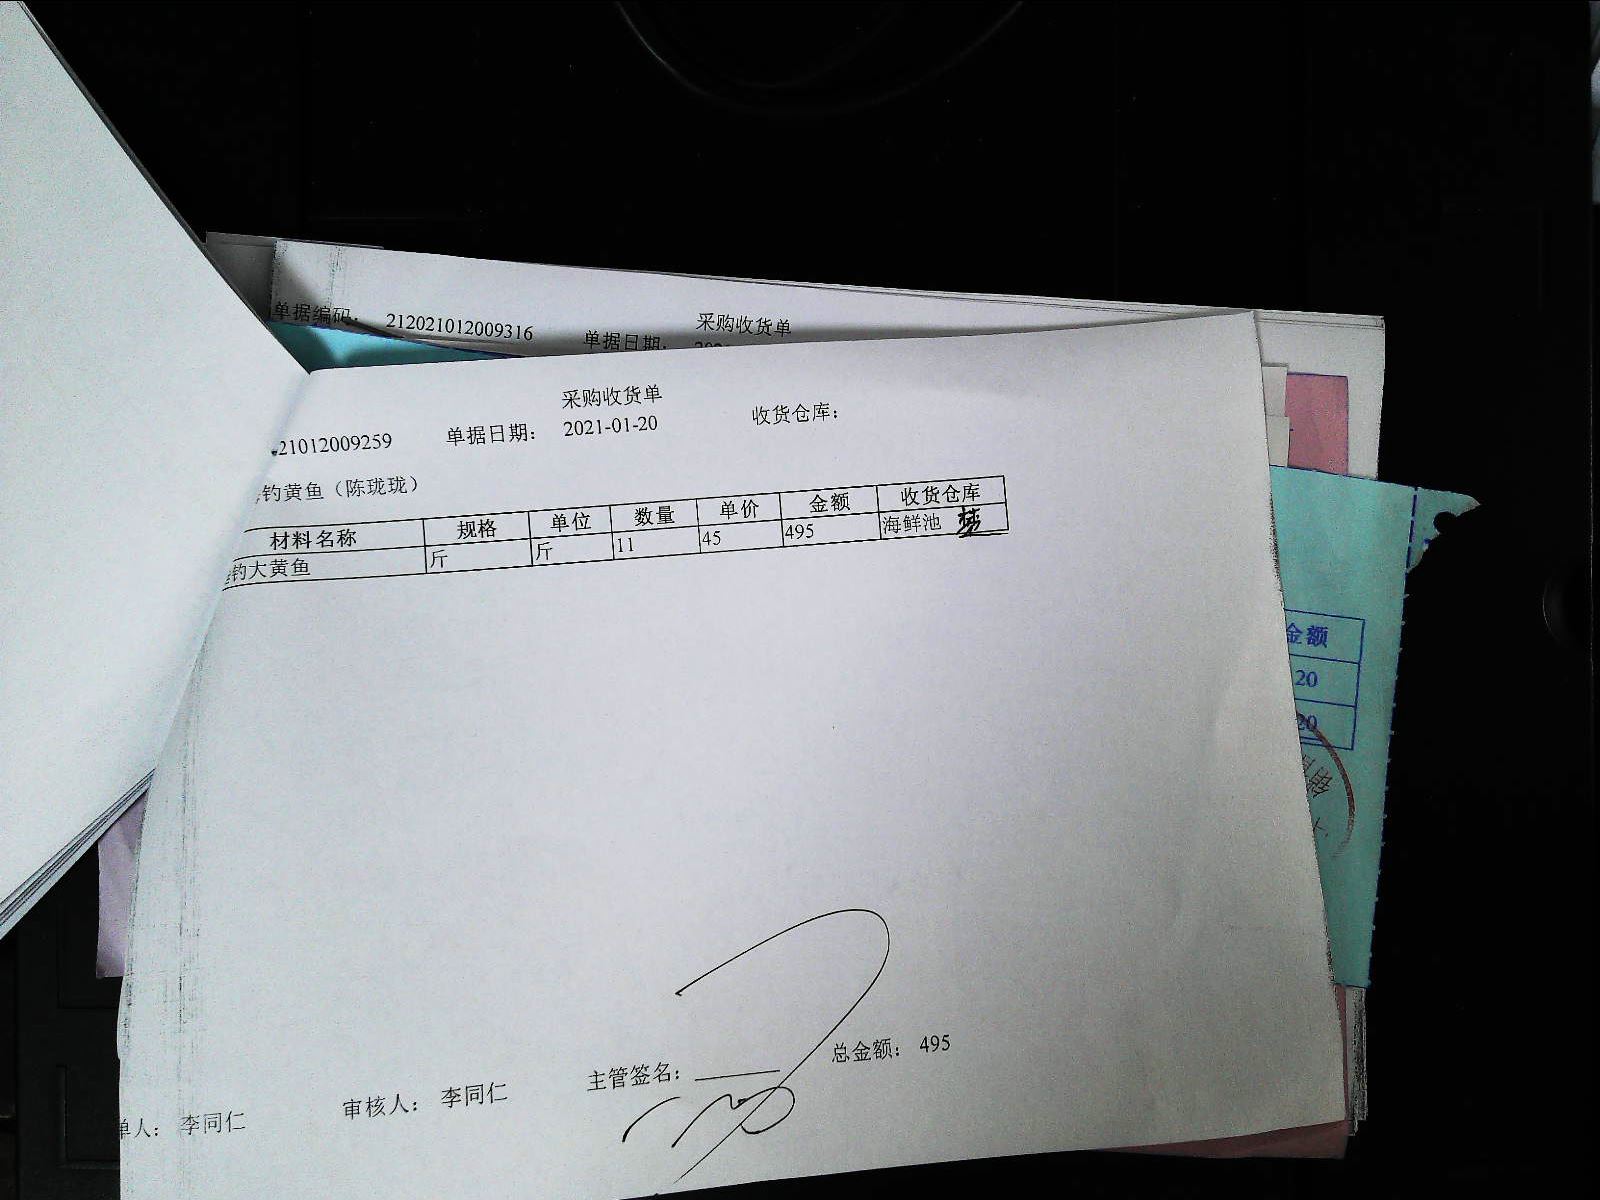 单据编码： 212021012009316 单据日期： 采购收货单
采购收货单
21012009259 单据日期： 2021-01-20 收货仓库：
钓黄鱼（陈珑珑）
材料名称 规格 单位 数量 单价 金额 收货仓库
钓大黄鱼 斤 斤 11 45 495 海鲜池
金额
20
20
单人： 李同仁 审核人： 李同仁 主管签名： 总金额： 495